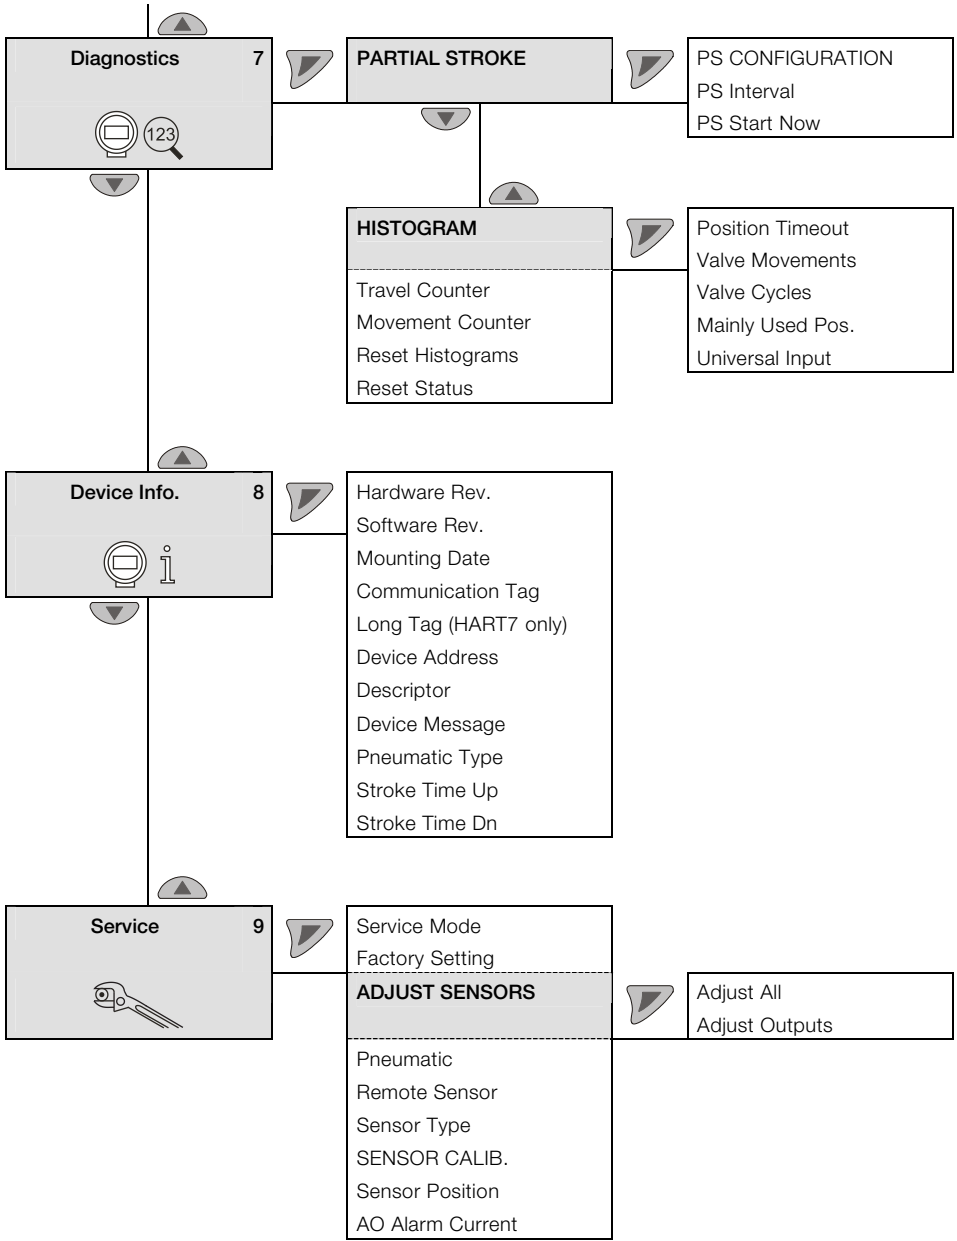 Diagnostics 7
123
PARTIAL STROKE
PS CONFIGURATION
PS Interval
PS Start Now
HISTOGRAM
Travel Counter
Movement Counter
Reset Histograms
Reset Status
Position Timeout
Valve Movements
Valve Cycles
Mainly Used Pos.
Universal Input
Device Info. 8
i
Hardware Rev.
Software Rev.
Mounting Date
Communication Tag
Long Tag (HART7 only)
Device Address
Descriptor
Device Message
Pneumatic Type
Stroke Time Up
Stroke Time Dn
Service 9
Service Mode
Factory Setting
ADJUST SENSORS
Pneumatic
Remote Sensor
Sensor Type
SENSOR CALIB.
Sensor Position
AO Alarm Current
Adjust All
Adjust Outputs